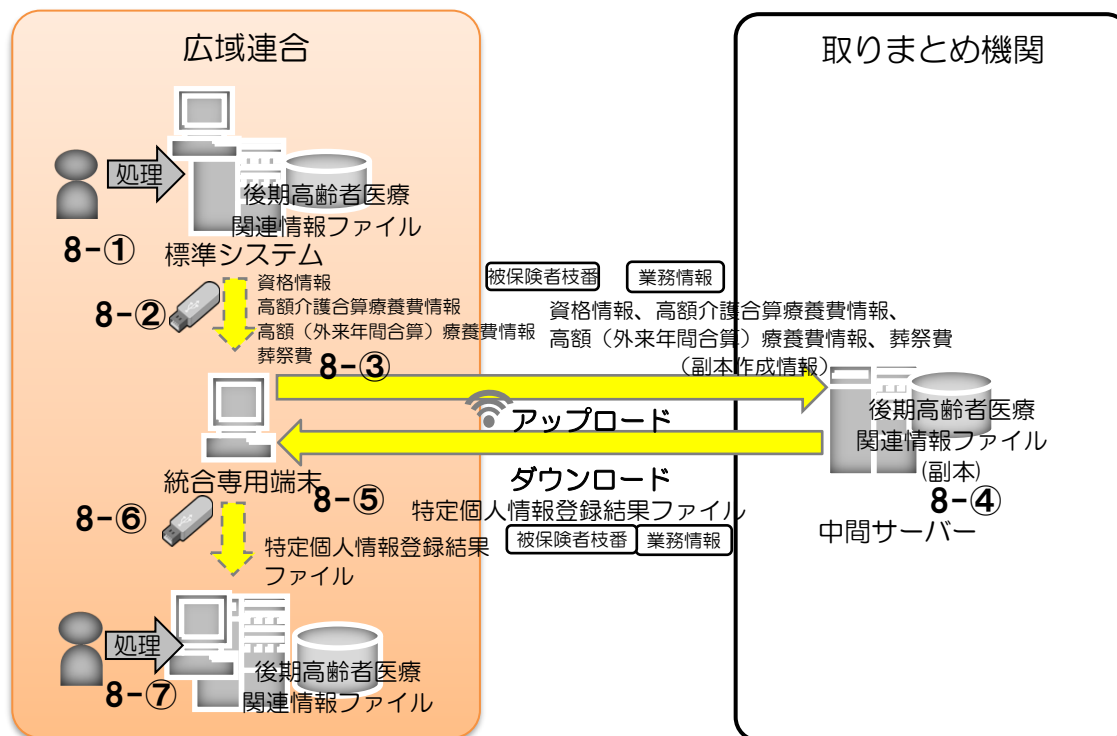 広域連合
取りまとめ機関
処理
後期高齢者医療
関連情報ファイル
8-①
標準システム
8-②
資格情報
高額介護合算療養費情報
高額(外来年間合算)療養費情報
葬祭費
被保険者枝番
業務情報
資格情報、高額介護合算療養費情報、
高額(外来年間合算)療養費情報、葬祭費
(副本作成情報)
8-③
アップロード
後期高齢者医療
関連情報ファイル
(副本)
8-④
中間サーバー
ダウンロード
統合専用端末
8-⑤
特定個人情報登録結果ファイル
被保険者枝番
業務情報
8-⑥
特定個人情報登録結果
ファイル
処理
後期高齢者医療
関連情報ファイル
8-⑦